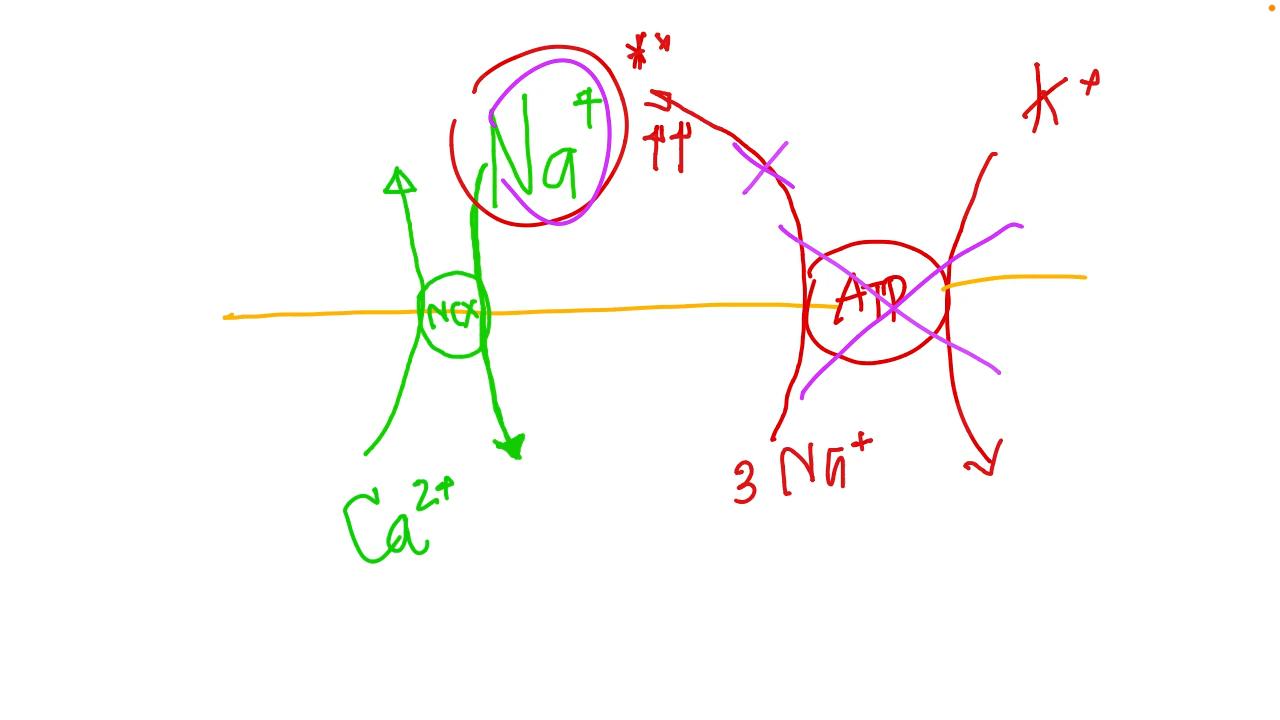 Na+ **
↑↑
K+
NCX
ATP
3 Na+
Ca2+